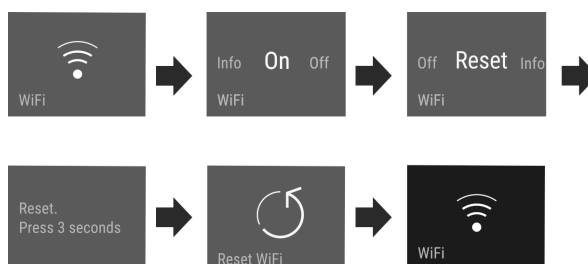 WiFi
Info On Off
WiFi
Off Reset Info
WiFi
Reset.
Press 3 seconds
Reset WiFi
WiFi